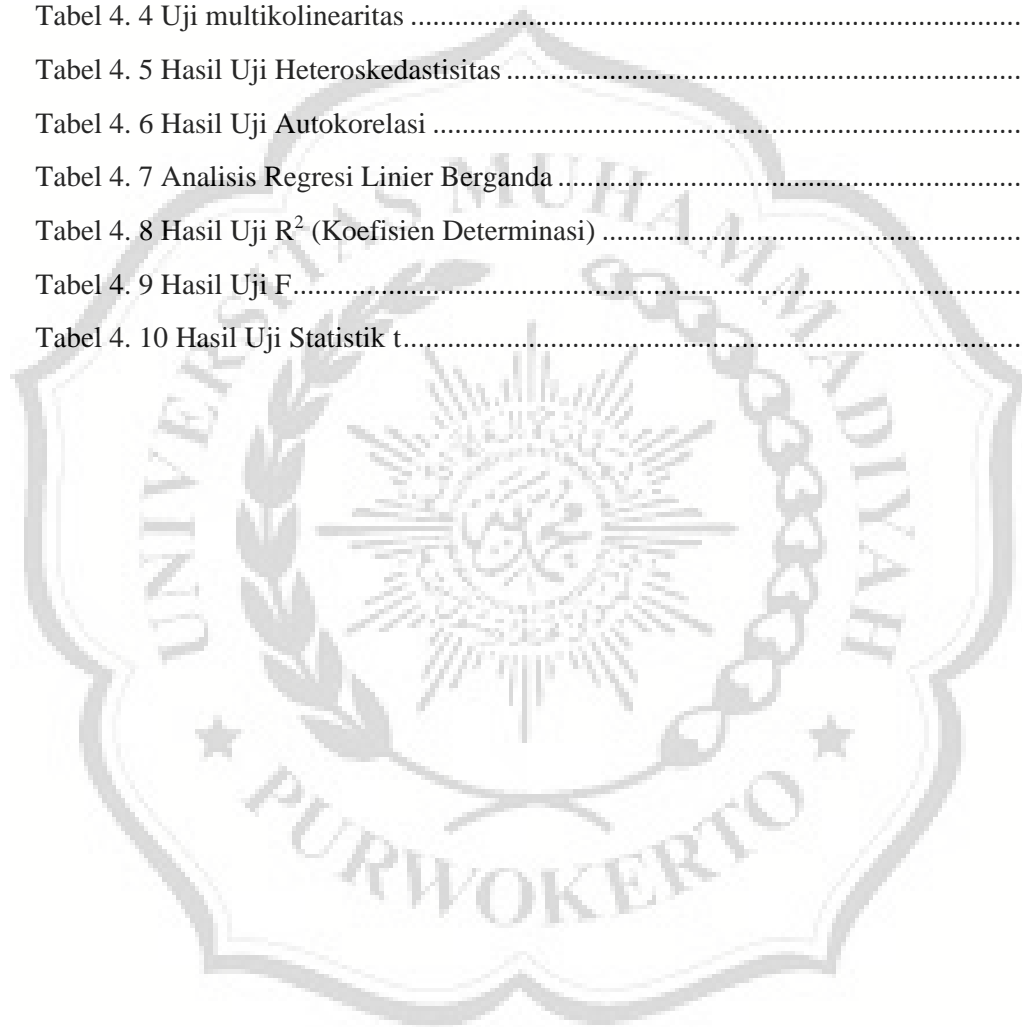 Tabel 4. 4 Uji multikolinearitas ....................................................................................................
Tabel 4. 5 Hasil Uji Heteroskedastisitas ....................................................................................
Tabel 4. 6 Hasil Uji Autokorelasi ................................................................................................
Tabel 4. 7 Analisis Regresi Linier Berganda ............................................................................
Tabel 4. 8 Hasil Uji R² (Koefisien Determinasi) ......................................................................
Tabel 4. 9 Hasil Uji F....................................................................................................................
Tabel 4. 10 Hasil Uji Statistik t....................................................................................................
UNIVERSITAS MUHAMMADIYAH
★ PURWOKERTO ★